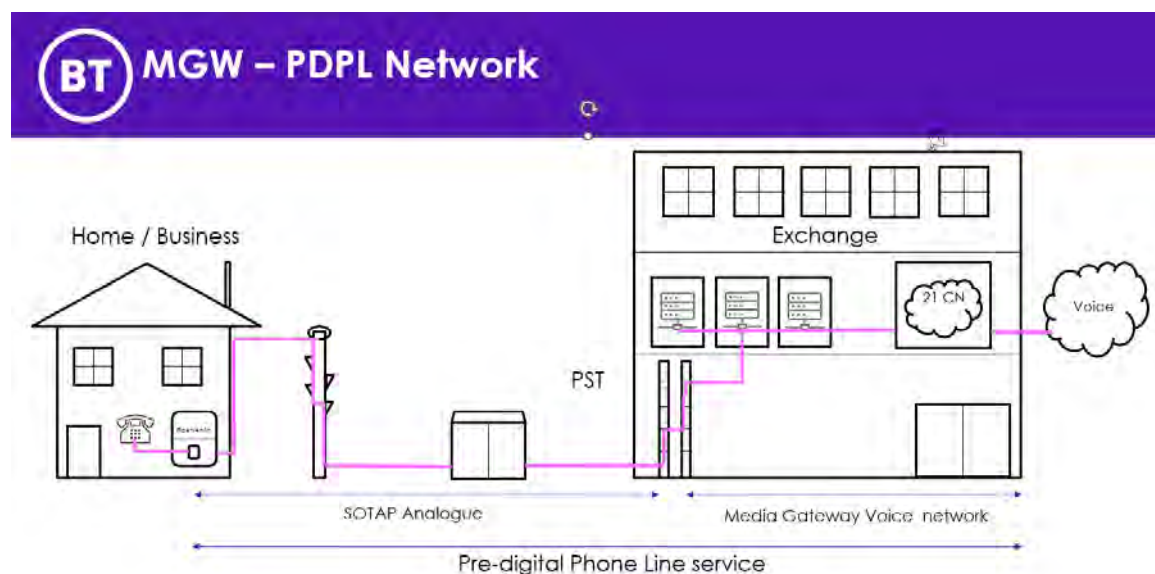 BT
MGW – PDPL Network
Home / Business
Exchange
21 CN
Voice
PST
SOTAP Analogue
Media Gateway Voice network
Pre-digital Phone Line service